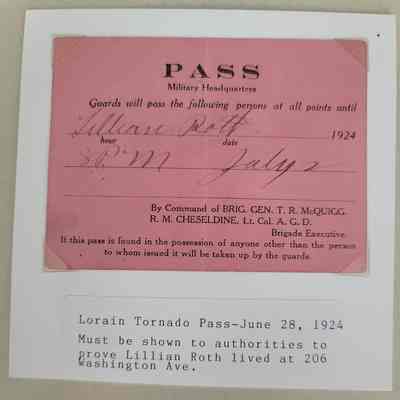 PASS
Military Headquarters
Guards will pass the following persons at all points until
Lillian Roth 1924
hour date
8 PM July 2
By Command of BRIG. GEN. T. R. McQUIGG.
R. M. CHESELDINE, Lt. Cal. A. G. D.
Brigade Executive.
If this pass is found in the possession of anyone other than the person
to whom issued it will be taken up by the guards.
Lorain Tornado Pass-June 28, 1924
Must be shown to authorities to
prove Lillian Roth lived at 206
Washington Ave.